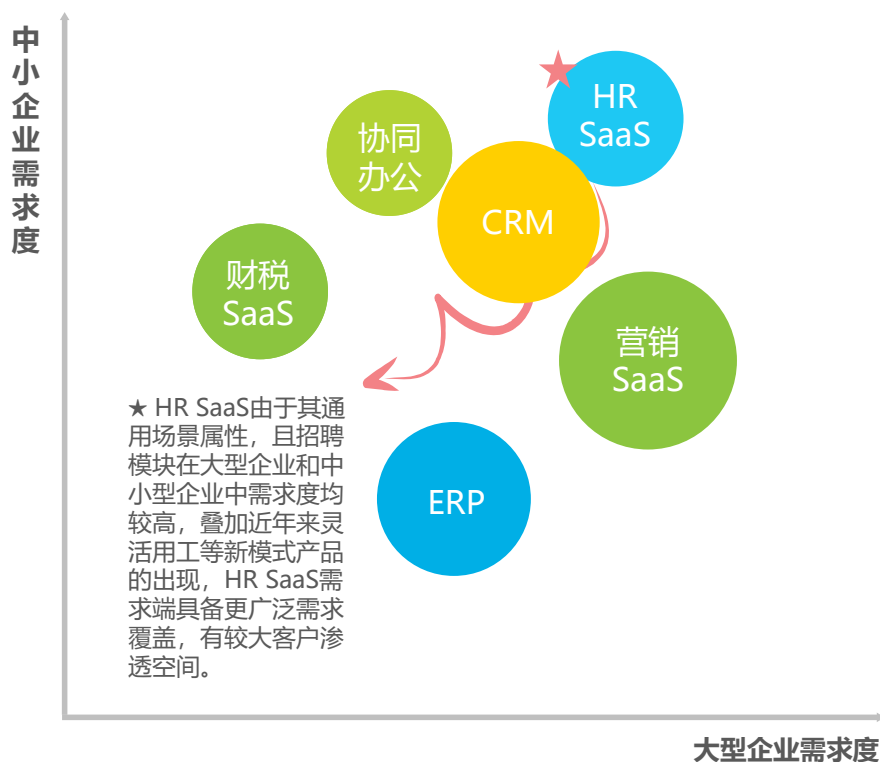 中小企业需求度
HR
SaaS
协同
办公
CRM
财税
SaaS
营销
SaaS
★ HR SaaS由于其通
用场景属性，且招聘
模块在大型企业和中
小型企业中需求度均
较高，叠加近年来灵
活用工等新模式产品
的出现，HR SaaS需
求端具备更广泛需求
覆盖，有较大客户渗
透空间。
ERP
大型企业需求度